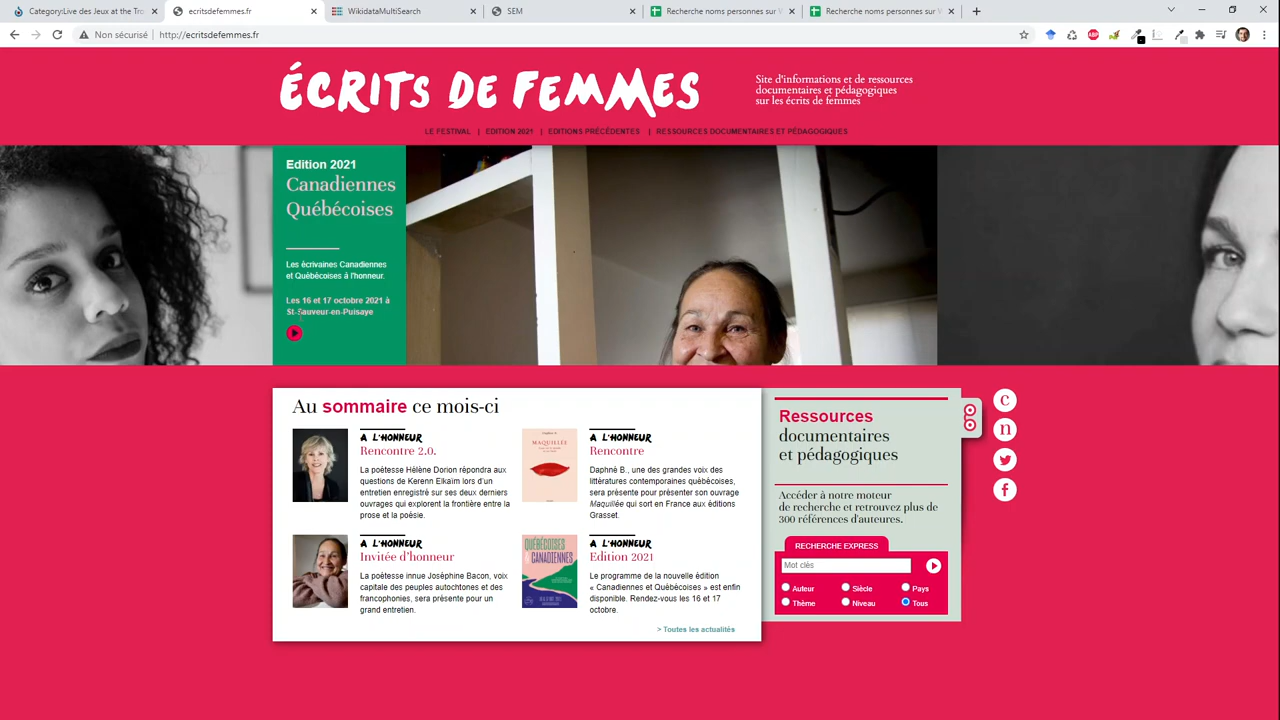 Category:Live des Jeux at the Tro
ecritsdefemmes.fr
WikidataMultiSearch
SEM
Recherche noms personnes sur V
Recherche noms personnes sur V
Non sécurisé | http://ecritsdefemmes.fr
ÉCRITS DE FEMMES
Site d'informations et de ressources
documentaires et pédagogiques
sur les écrits de femmes
LE FESTIVAL | EDITION 2021 | EDITIONS PRÉCÉDENTES | RESSOURCES DOCUMENTAIRES ET PÉDAGOGIQUES
Edition 2021
Canadiennes
Québécoises
Les écrivaines Canadiennes
et Québécoises à l'honneur.
Les 16 et 17 octobre 2021 à
St-Sauveur-en-Puisaye
Au sommaire ce mois-ci
A L'HONNEUR
Rencontre 2.0.
La poétesse Hélène Dorion répondra aux
questions de Kerenn Elkaïm lors d'un
entretien enregistré sur ses deux derniers
ouvrages qui explorent la frontière entre la
prose et la poésie.
MAQUILLÉE
A L'HONNEUR
Rencontre
Daphné B., une des grandes voix des
littératures contemporaines québécoises,
sera présente pour présenter son ouvrage
Maquillée qui sort en France aux éditions
Grasset.
A L'HONNEUR
Invitée d'honneur
La poétesse innue Joséphine Bacon, voix
capitale des peuples autochtones et des
francophonies, sera présente pour un
grand entretien.
QUÉBÉCOISES
& CANADIENNES
A L'HONNEUR
Edition 2021
Le programme de la nouvelle édition
« Canadiennes et Québécoises » est enfin
disponible. Rendez-vous les 16 et 17
octobre.
> Toutes les actualités
Ressources
documentaires
et pédagogiques
Accéder à notre moteur
de recherche et retrouvez plus de
300 références d'auteures.
RECHERCHE EXPRESS
Mot clés
Auteur
Siècle
Pays
Thème
Niveau
Tous
c
n
f